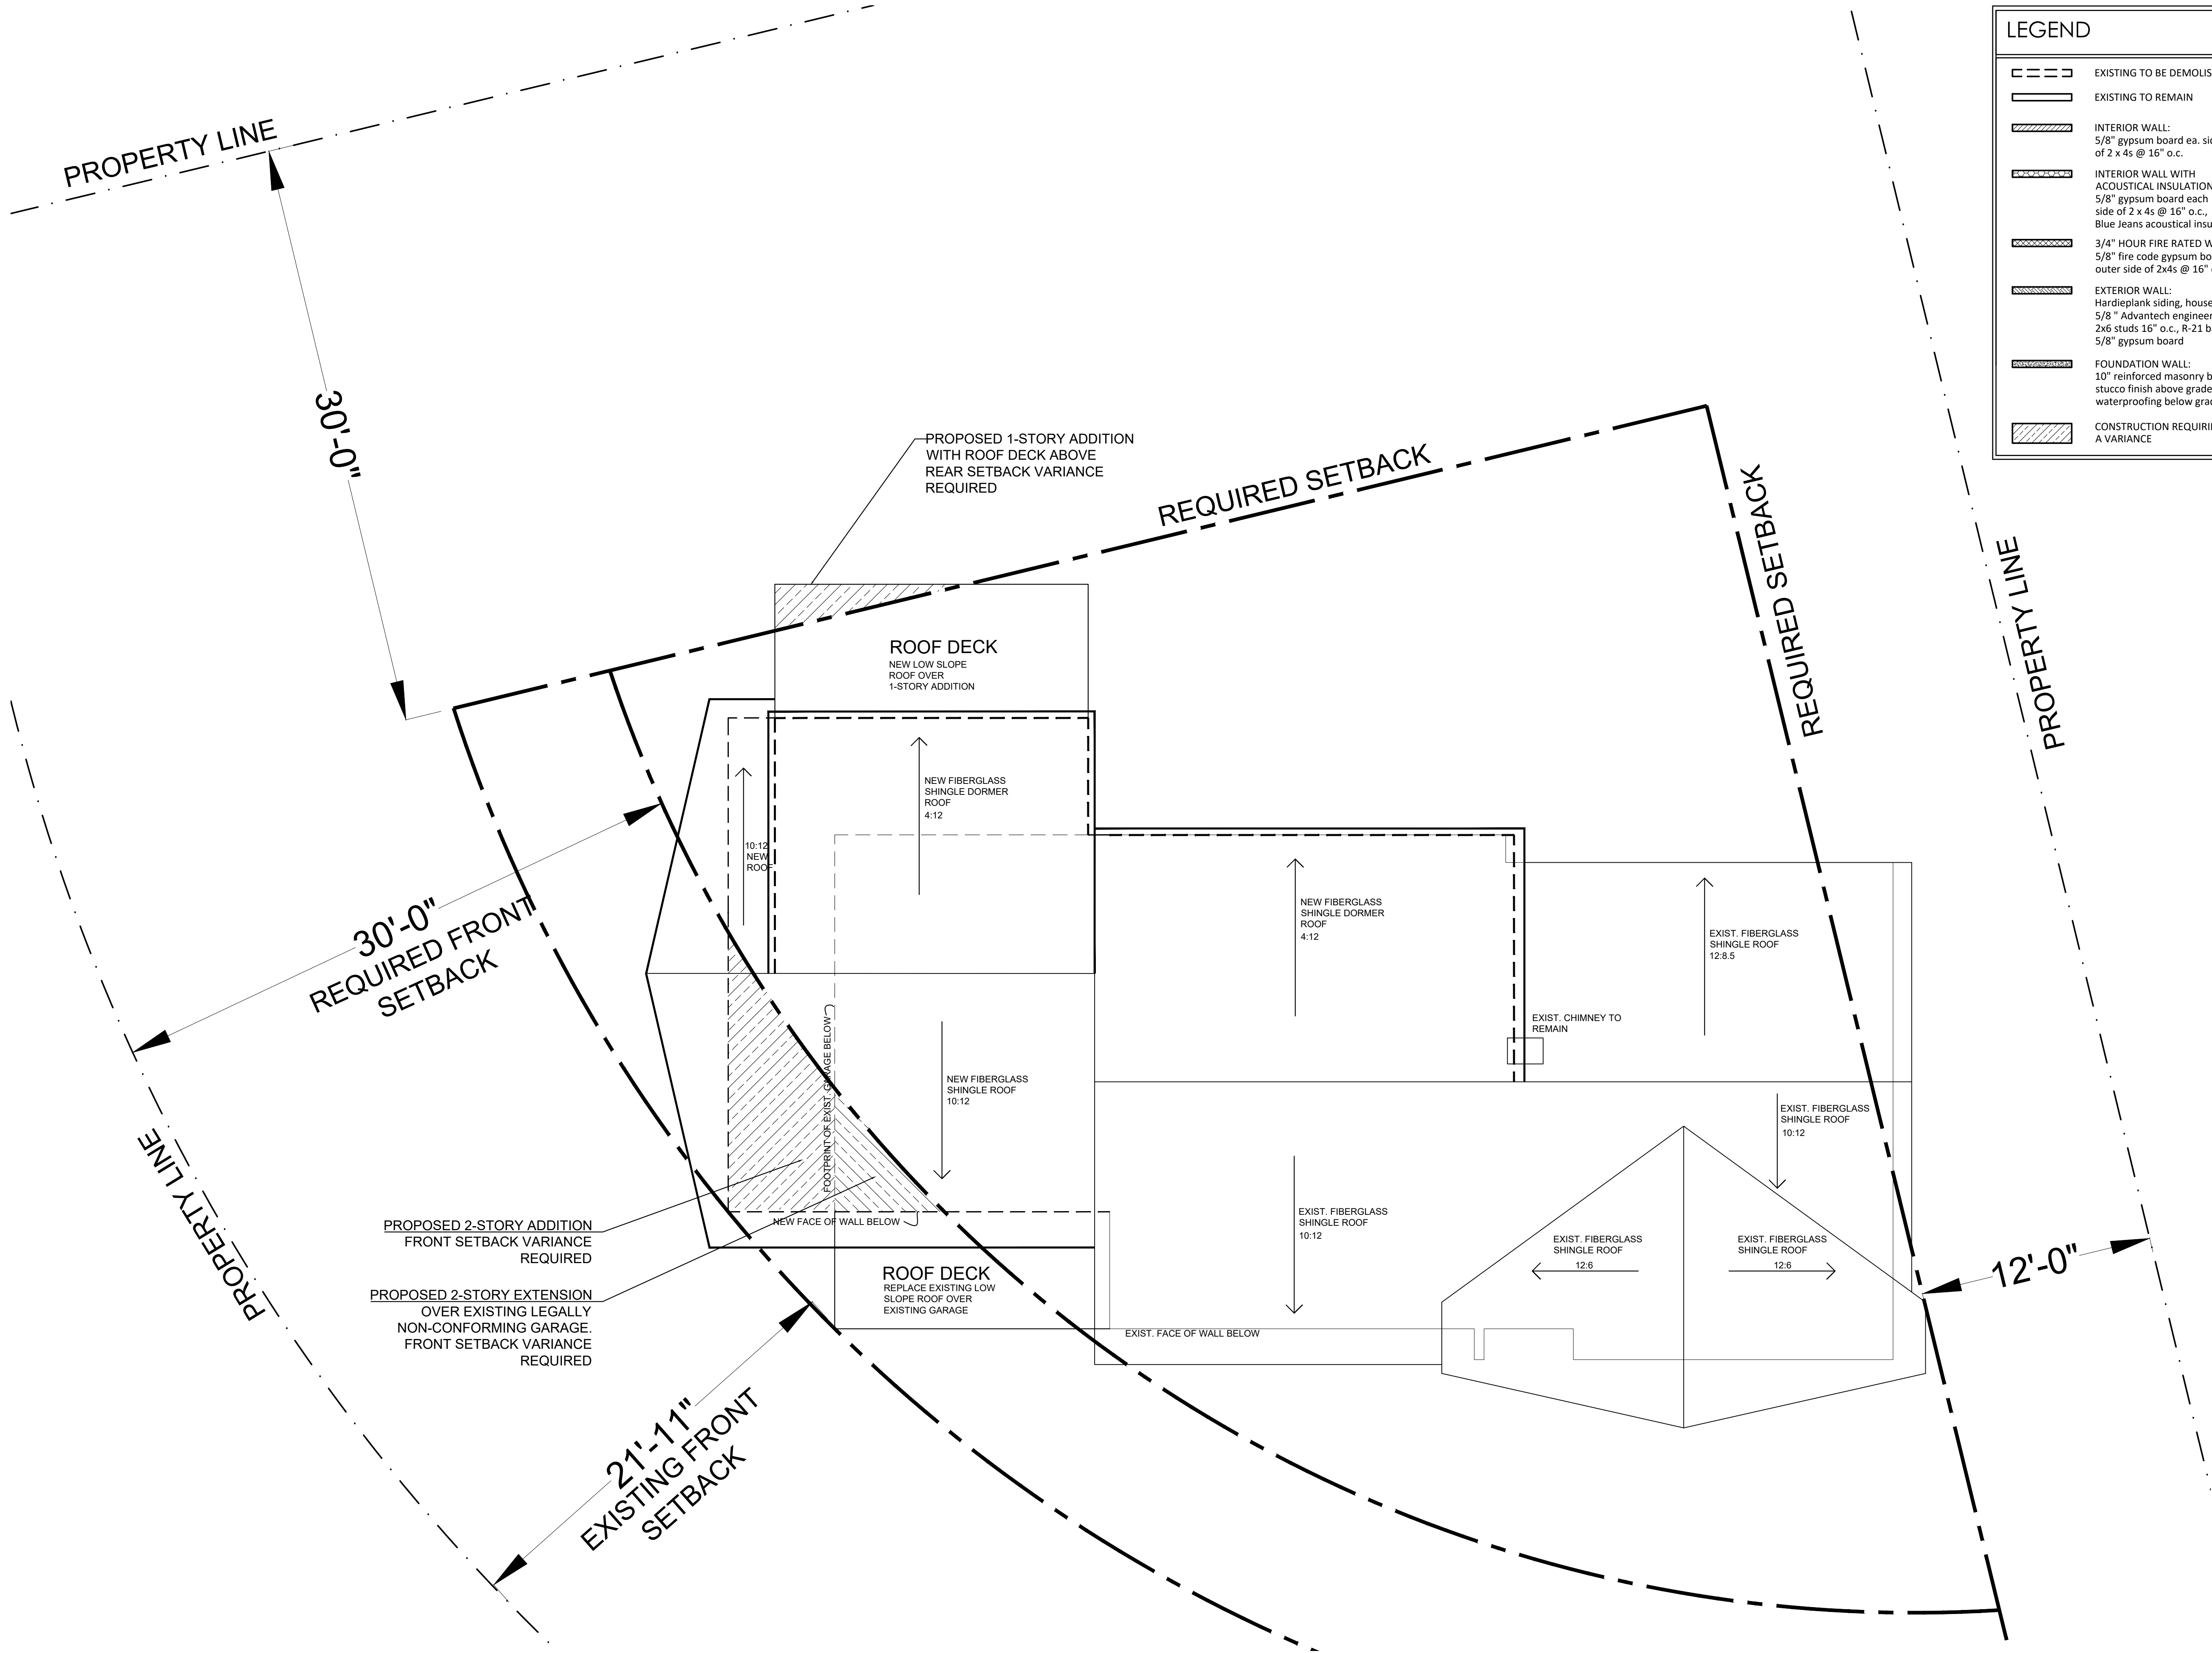 LEGEND
EXISTING TO BE DEMOLIS
EXISTING TO REMAIN
INTERIOR WALL:
5/8" gypsum board ea. sid
of 2 x 4s @ 16" o.c.
INTERIOR WALL WITH
ACOUSTICAL INSULATION
5/8" gypsum board each
side of 2 x 4s @ 16" o.c.,
Blue Jeans acoustical insu
3/4" HOUR FIRE RATED W
5/8" fire code gypsum bo
outer side of 2x4s @ 16"
EXTERIOR WALL:
Hardieplank siding, house
5/8 " Advantech engineer
2x6 studs 16" o.c., R-21 b
5/8" gypsum board
FOUNDATION WALL:
10" reinforced masonry b
stucco finish above grade
waterproofing below grad
CONSTRUCTION REQUIRI
A VARIANCE
PROPERTY LINE
30'-0"
PROPOSED 1-STORY ADDITION
WITH ROOF DECK ABOVE
REAR SETBACK VARIANCE
REQUIRED
REQUIRED SETBACK
REQUIRED SETBACK
PROPERTY LINE
ROOF DECK
NEW LOW SLOPE
ROOF OVER
1-STORY ADDITION
NEW FIBERGLASS
SHINGLE DORMER
ROOF
4:12
10:12
NEW
ROOF
30'-0"
REQUIRED FRONT
SETBACK
NEW FIBERGLASS
SHINGLE DORMER
ROOF
4:12
EXIST. FIBERGLASS
SHINGLE ROOF
12:8.5
EXIST. CHIMNEY TO
REMAIN
FOOTPRINT OF EXIST. GARAGE BELOW
NEW FIBERGLASS
SHINGLE ROOF
10:12
EXIST. FIBERGLASS
SHINGLE ROOF
10:12
PROPERTY LINE
NEW FACE OF WALL BELOW
PROPOSED 2-STORY ADDITION
FRONT SETBACK VARIANCE
REQUIRED
EXIST. FIBERGLASS
SHINGLE ROOF
10:12
EXIST. FIBERGLASS
SHINGLE ROOF
12:6
EXIST. FIBERGLASS
SHINGLE ROOF
12:6
12'-0"
ROOF DECK
REPLACE EXISTING LOW
SLOPE ROOF OVER
EXISTING GARAGE
PROPOSED 2-STORY EXTENSION
OVER EXISTING LEGALLY
NON-CONFORMING GARAGE.
FRONT SETBACK VARIANCE
REQUIRED
EXIST. FACE OF WALL BELOW
21'-11"
EXISTING FRONT
SETBACK